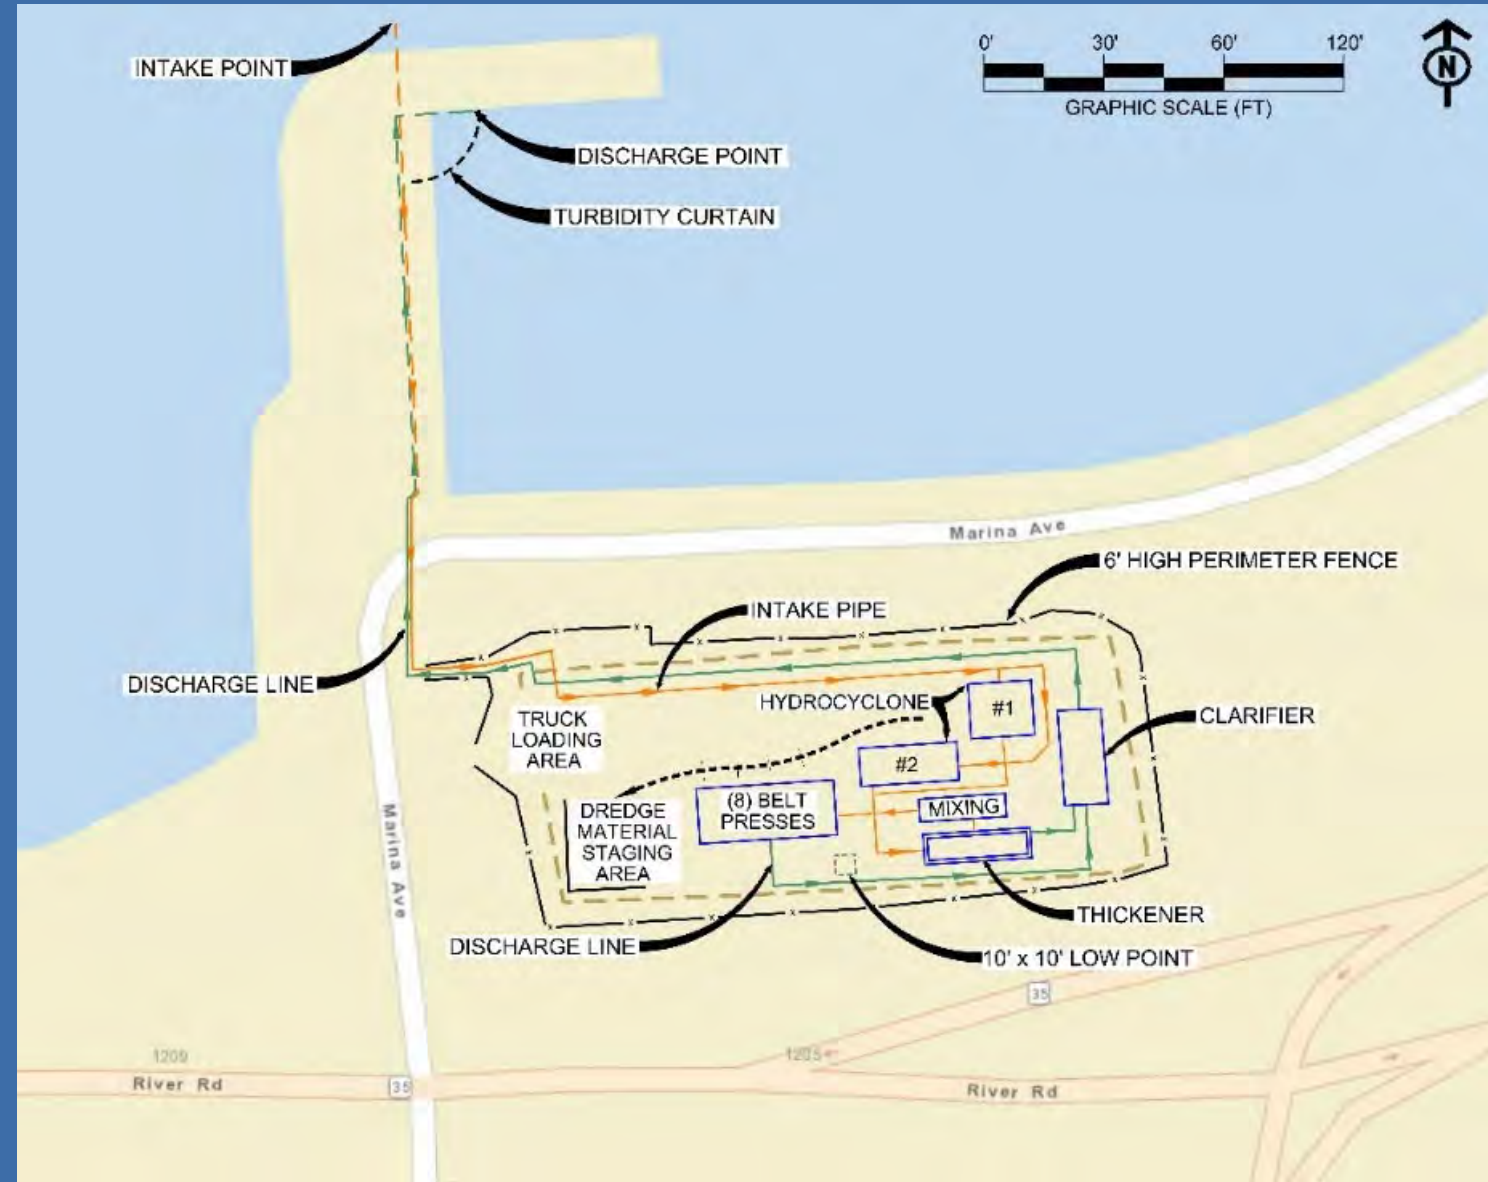 0' 30' 60' 120'
N
GRAPHIC SCALE (FT)
INTAKE POINT
DISCHARGE POINT
TURBIDITY CURTAIN
Marina Ave
6' HIGH PERIMETER FENCE
INTAKE PIPE
DISCHARGE LINE
HYDROCYCLONE
#1
CLARIFIER
TRUCK
LOADING
AREA
#2
(8) BELT
PRESSES
MIXING
DREDGE
MATERIAL
STAGING
AREA
Marina Ave
THICKENER
DISCHARGE LINE
10' x 10' LOW POINT
35
1209
1205
River Rd
35
River Rd